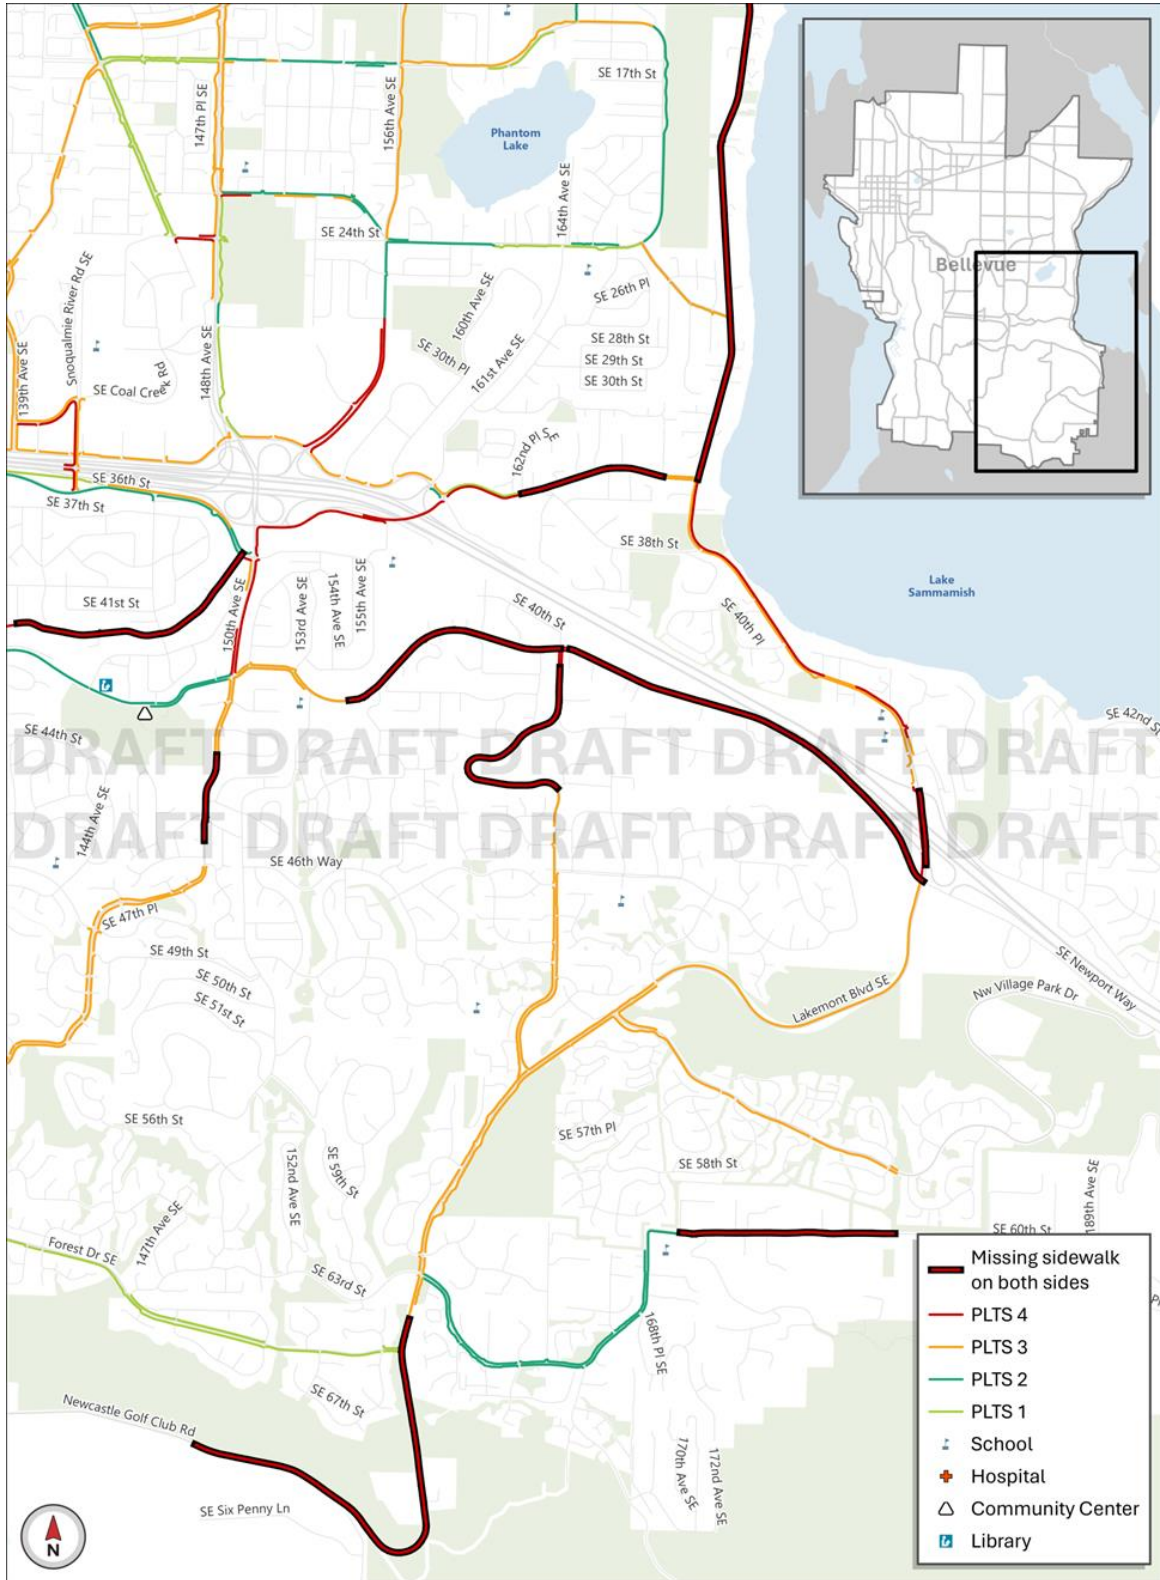 SE 17th St
147th Pl SE
156th Ave SE
Phantom
Lake
164th Ave SE
SE 24th St
Bellevue
Snoqualmie River Rd SE
SE 26th Pl
160th Ave SE
SE 28th St
SE 30th Pl
161st Ave SE
SE 29th St
139th Ave SE
148th Ave SE
SE 30th St
SE Coal Creek Rd
162nd Pl SE
SE 36th St
SE 37th St
SE 38th St
Lake
Sammamish
SE 41st St
150th Ave SE
153rd Ave SE
154th Ave SE
155th Ave SE
SE 40th St
SE 40th Pl
SE 42nd St
SE 44th St
DRAFT DRAFT DRAFT DRAFT DRAFT
144th Ave SE
DRAFT DRAFT DRAFT DRAFT DRAFT
SE 46th Way
SE 47th Pl
SE 49th St
SE 50th St
SE 51st St
SE Newport Way
Lakemont Blvd SE
Nw Village Park Dr
SE 56th St
SE 57th Pl
152nd Ave SE
SE 59th St
SE 58th St
189th Ave SE
147th Ave SE
SE 60th St
Forest Dr SE
SE 63rd St
168th Pl SE
SE 67th St
Newcastle Golf Club Rd
170th Ave SE
172nd Ave SE
SE Six Penny Ln
N
Missing sidewalk
on both sides
PLTS 4
PLTS 3
PLTS 2
PLTS 1
School
Hospital
Community Center
Library